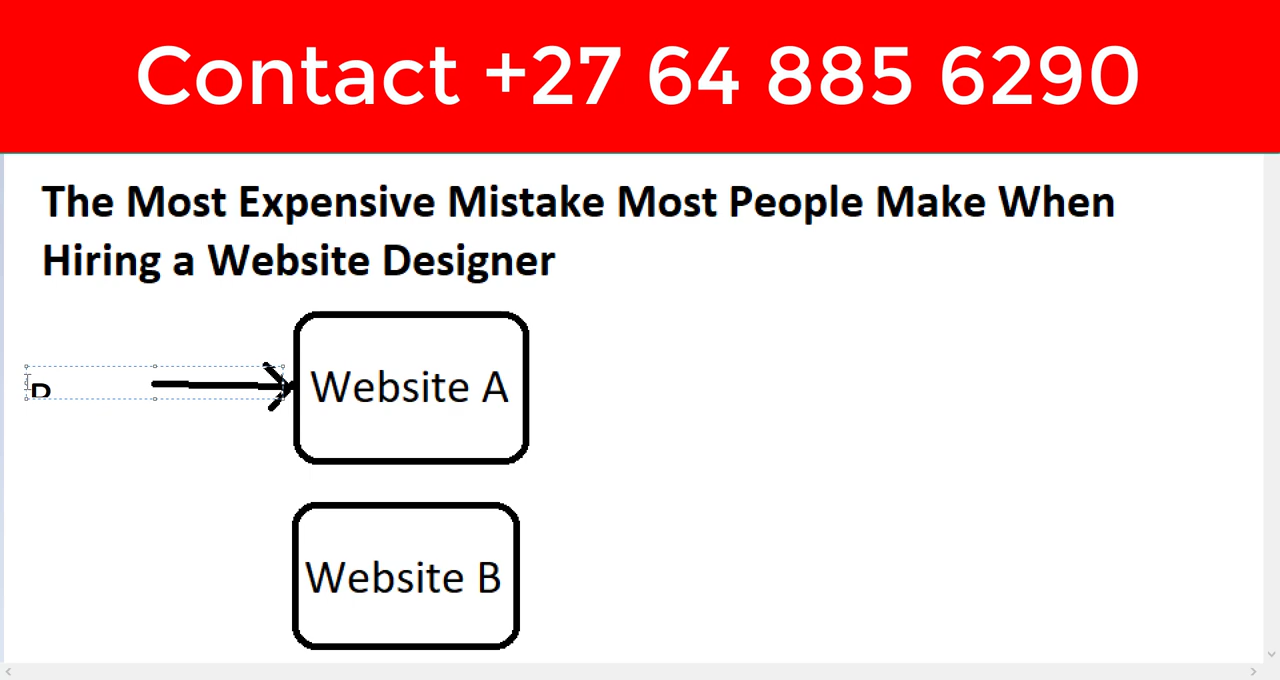 Contact +27 64 885 6290
The Most Expensive Mistake Most People Make When
Hiring a Website Designer
D
Website A
Website B